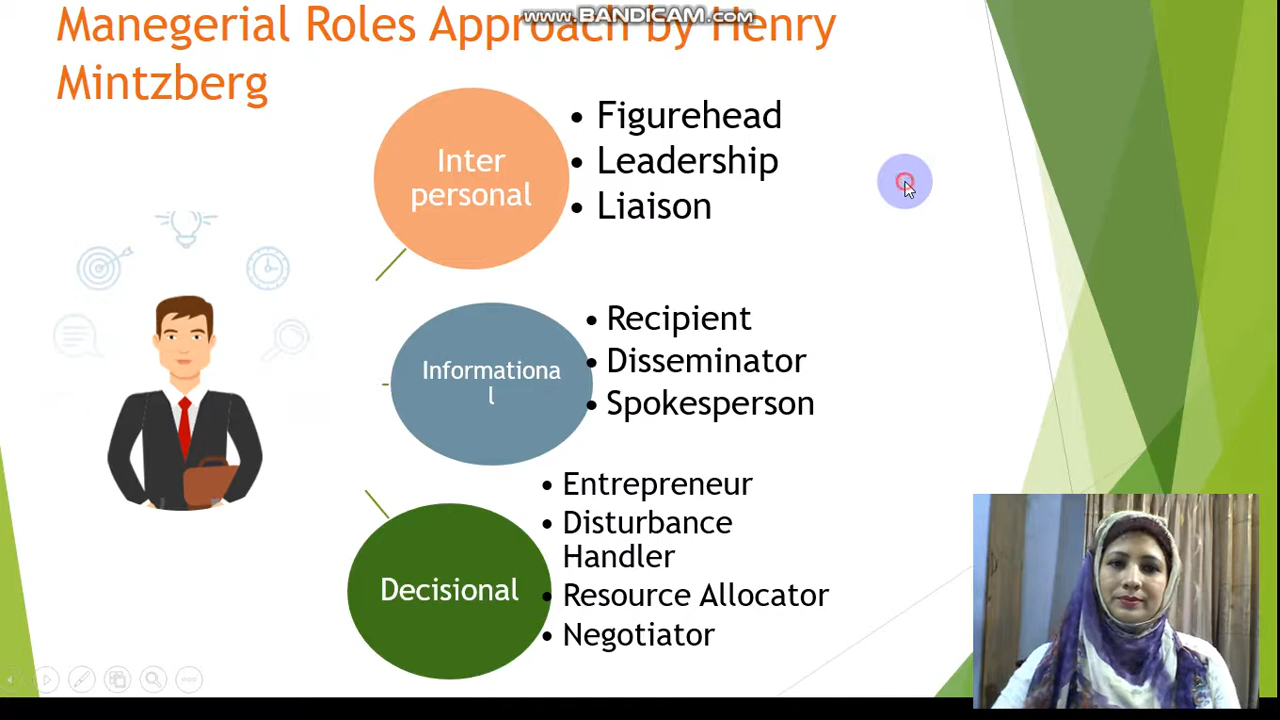 www.BANDICAM.com
Manegerial Roles Approach by Henry
Mintzberg
Inter
personal
• Figurehead
• Leadership
• Liaison
Informationa
l
• Recipient
• Disseminator
• Spokesperson
Decisional
• Entrepreneur
• Disturbance
Handler
• Resource Allocator
• Negotiator